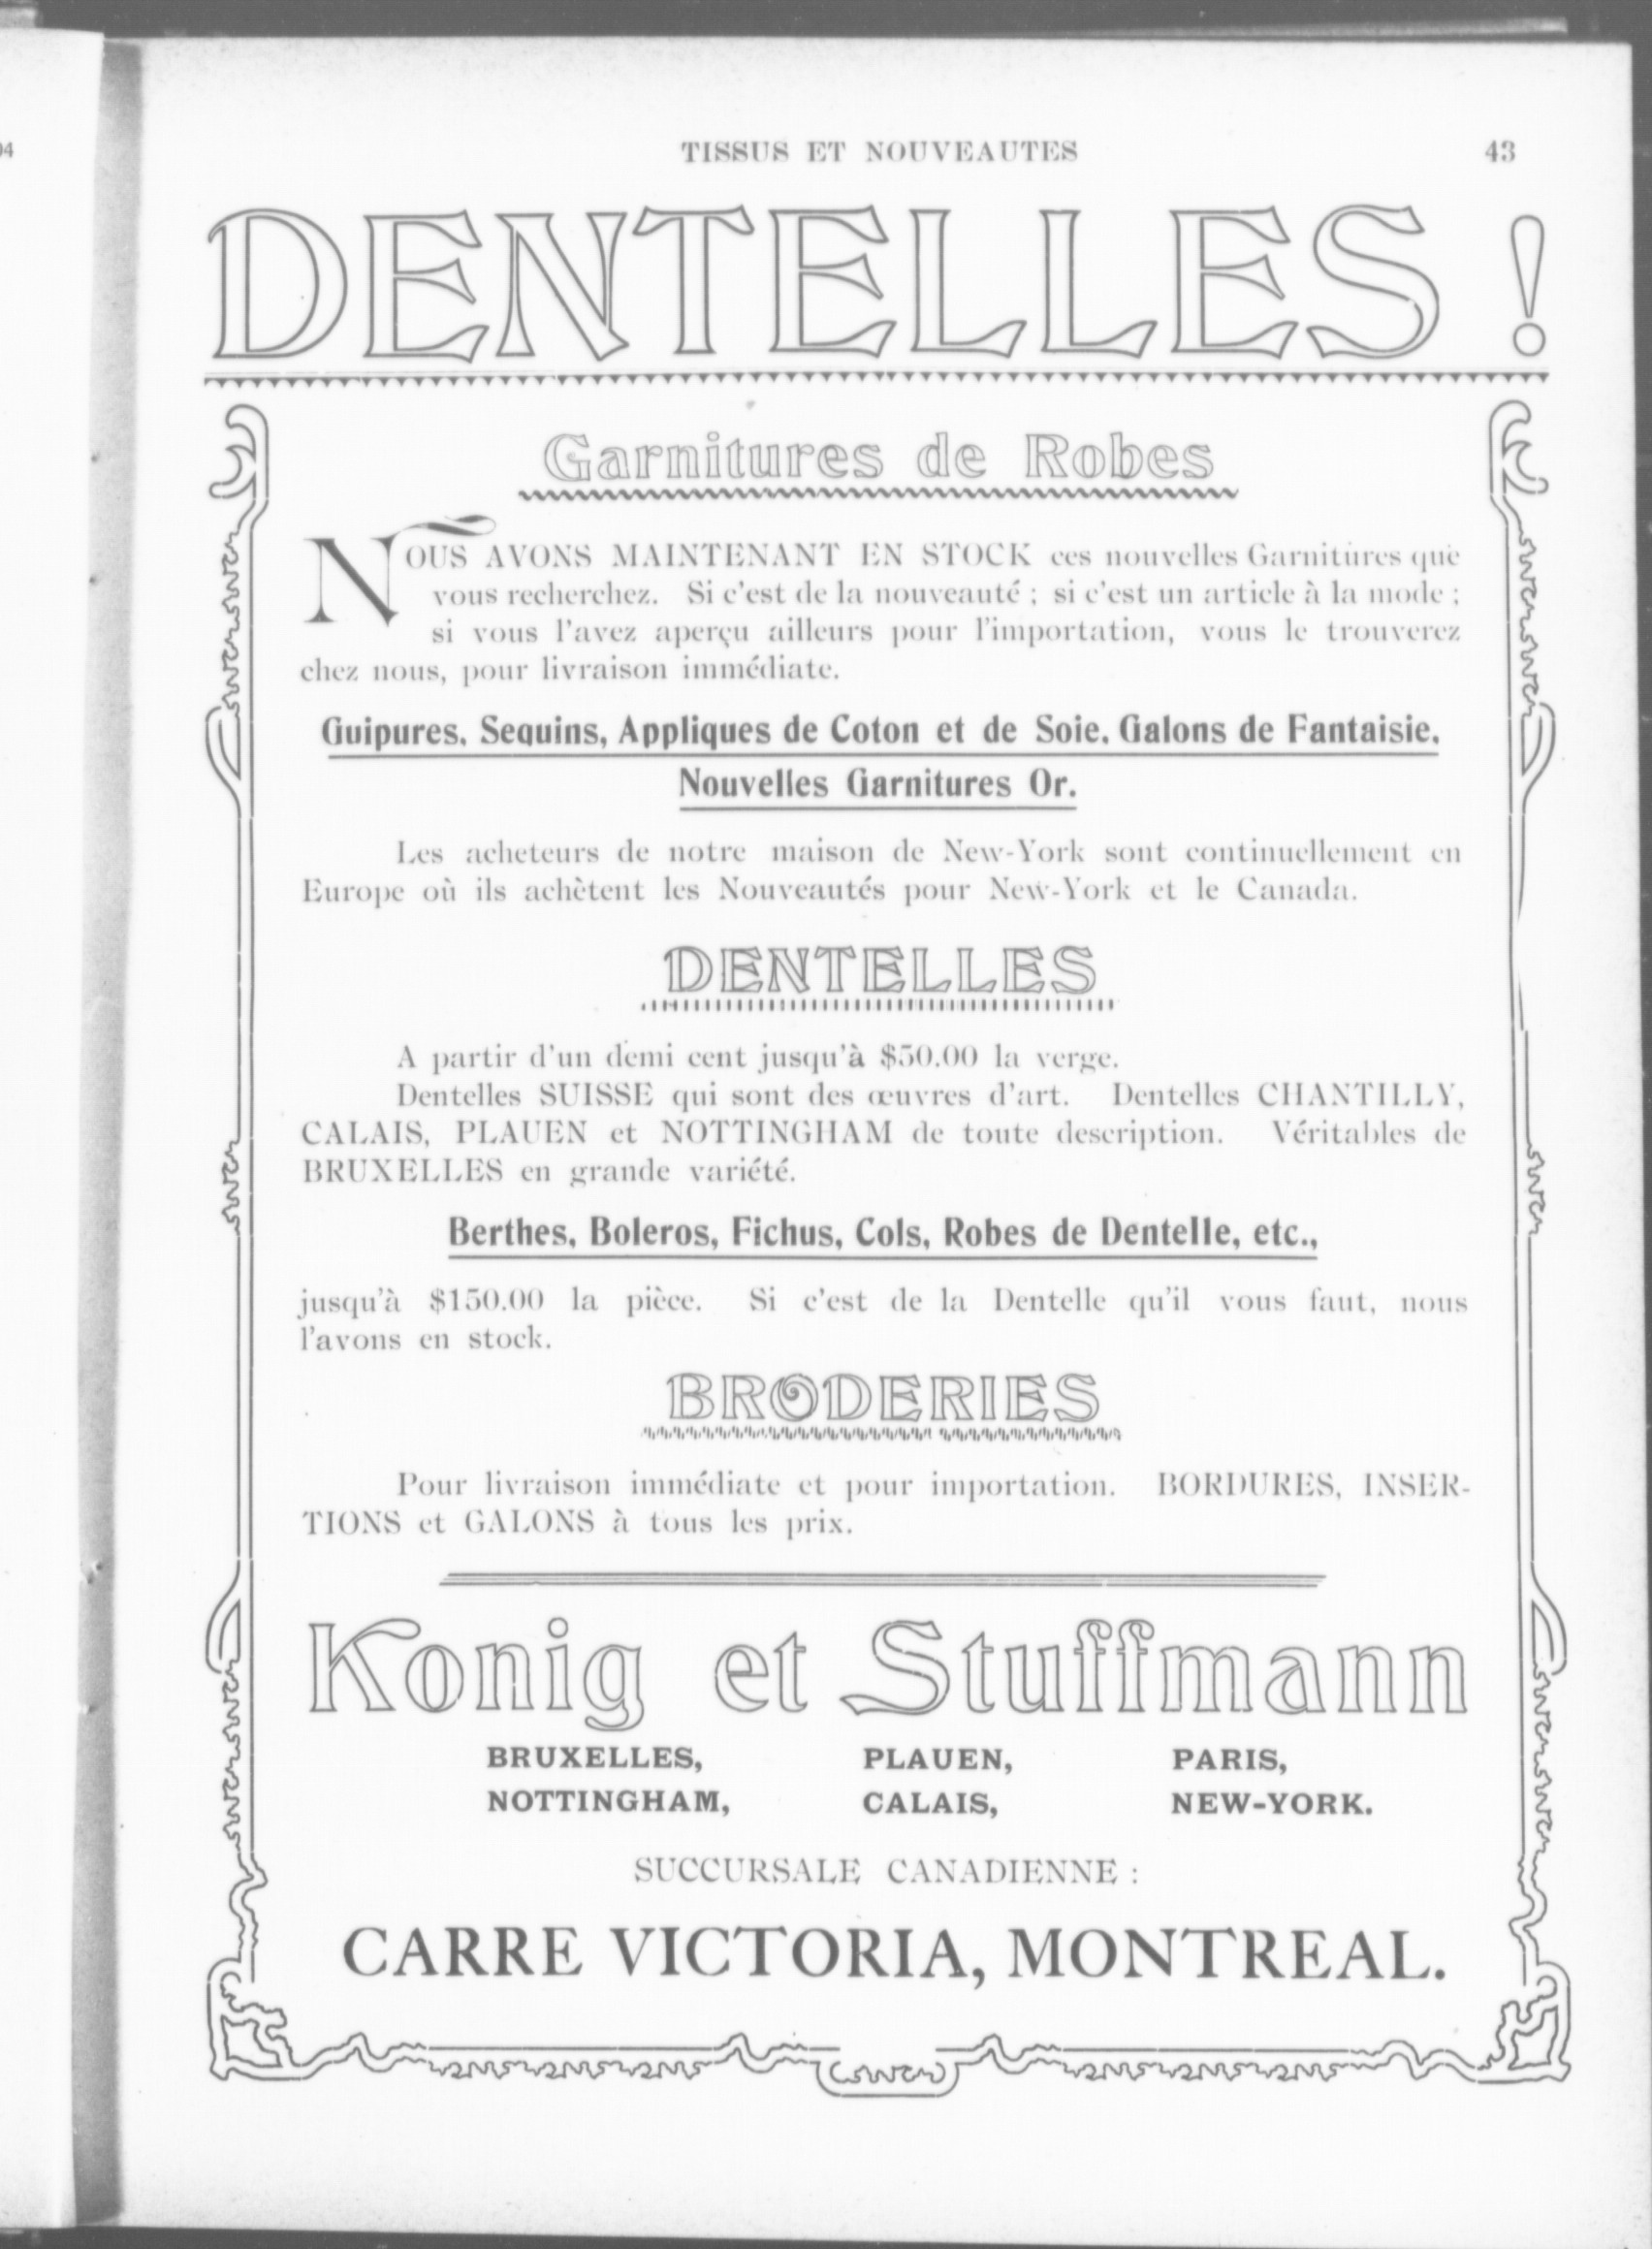 04
TISSUS ET NOUVEAUTES 43
DENTELLES !
Garnitures de Robes
NOUS AVONS MAINTENANT EN STOCK ces nouvelles Garnitures que
vous recherchez. Si c'est de la nouveauté ; si c'est un article à la mode ;
si vous l'avez aperçu ailleurs pour l'importation, vous le trouverez
chez nous, pour livraison immédiate.
Guipures, Sequins, Appliques de Coton et de Soie, Galons de Fantaisie,
Nouvelles Garnitures Or.
Les acheteurs de notre maison de New-York sont continuellement en
Europe où ils achètent les Nouveautés pour New-York et le Canada.
DENTELLES
A partir d'un demi cent jusqu'à $50.00 la verge.
Dentelles SUISSE qui sont des œuvres d'art. Dentelles CHANTILLY,
CALAIS, PLAUEN et NOTTINGHAM de toute description. Véritables de
BRUXELLES en grande variété.
Berthes, Boleros, Fichus, Cols, Robes de Dentelle, etc.,
jusqu'à $150.00 la pièce. Si c'est de la Dentelle qu'il vous faut, nous
l'avons en stock.
BRODERIES
Pour livraison immédiate et pour importation. BORDURES, INSER-
TIONS et GALONS à tous les prix.
Konig et Stuffmann
BRUXELLES, PLAUEN, PARIS,
NOTTINGHAM, CALAIS, NEW-YORK.
SUCCURSALE CANADIENNE :
CARRE VICTORIA, MONTREAL.